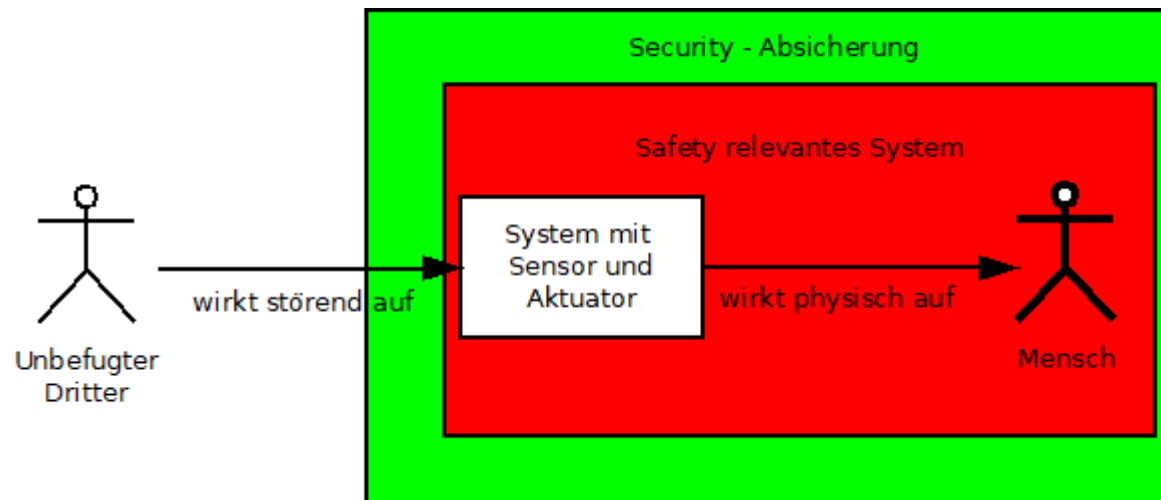 Security - Absicherung
Safety relevantes System
System mit
Sensor und
Aktuator
wirkt störend auf
wirkt physisch auf
Unbefugter
Dritter
Mensch